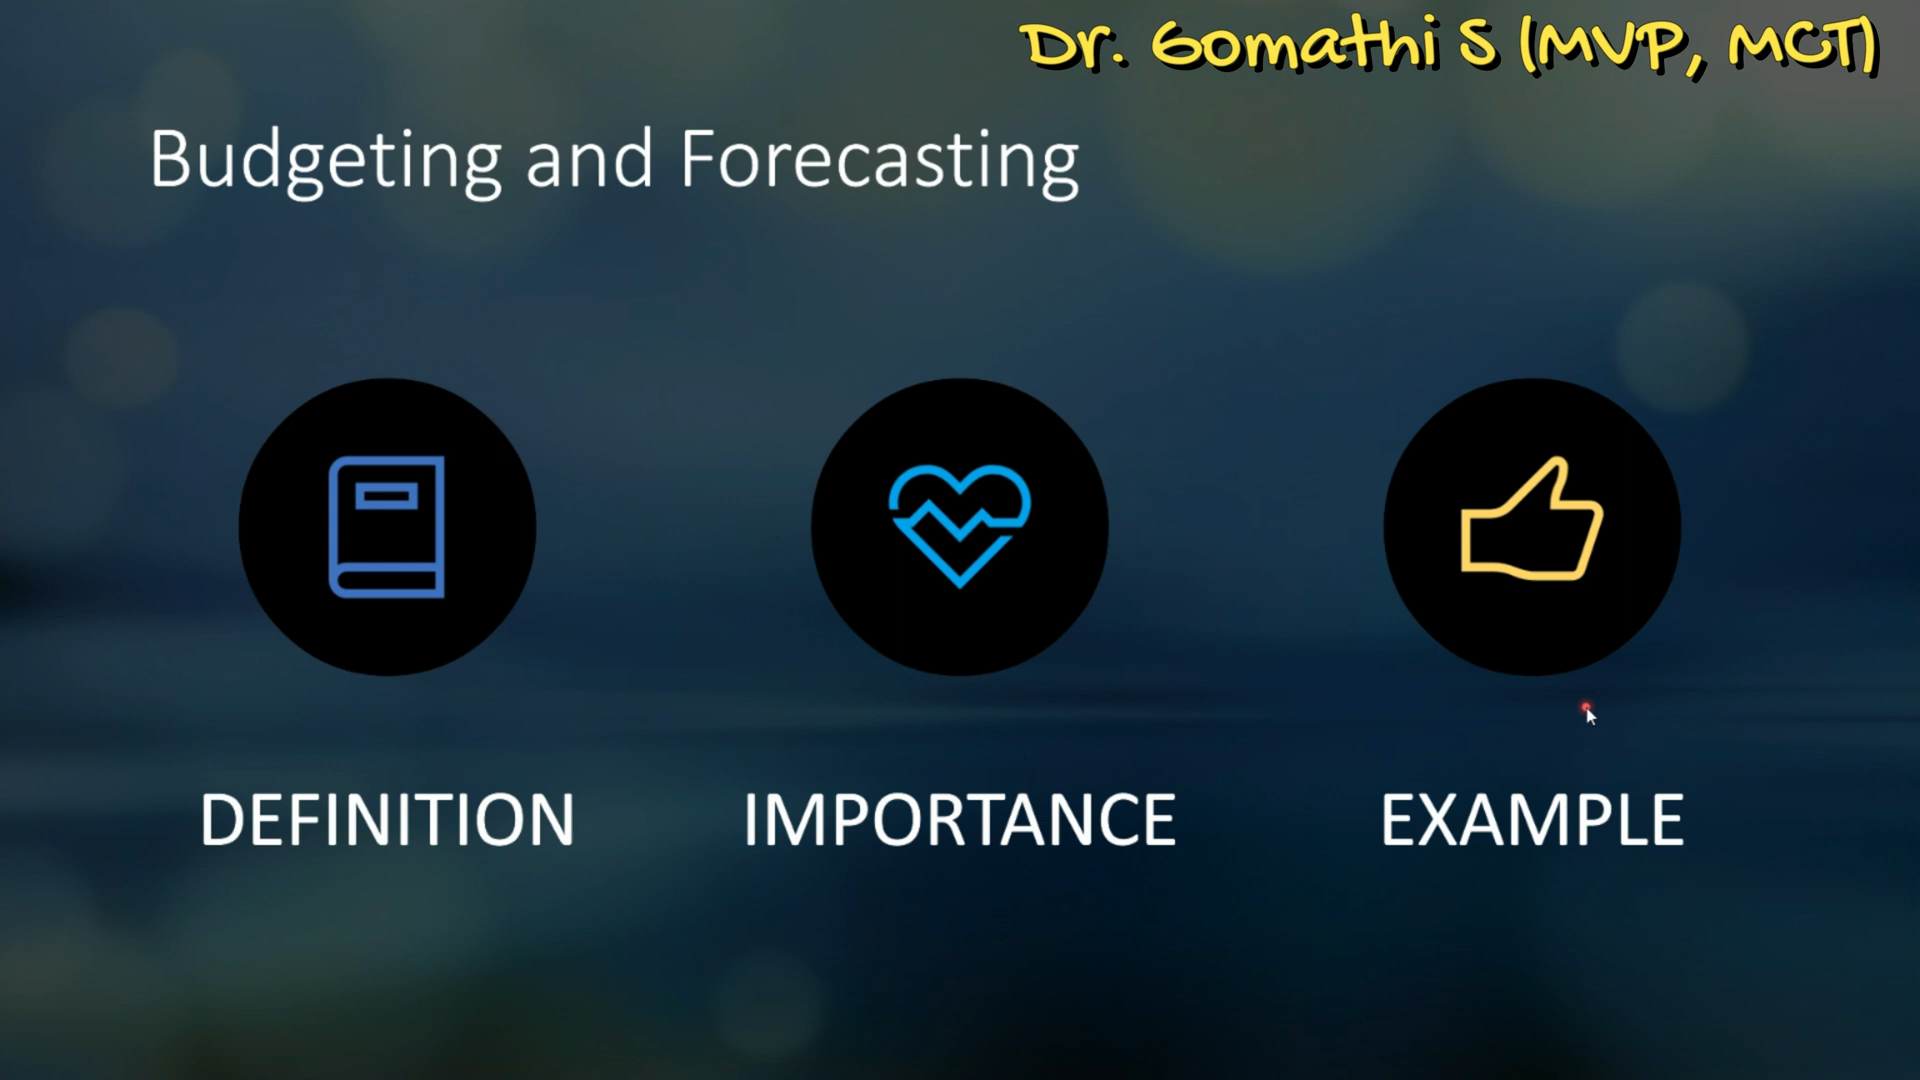 Dr. Gomathi S (MVP, MCT)
Budgeting and Forecasting
DEFINITION
IMPORTANCE
EXAMPLE